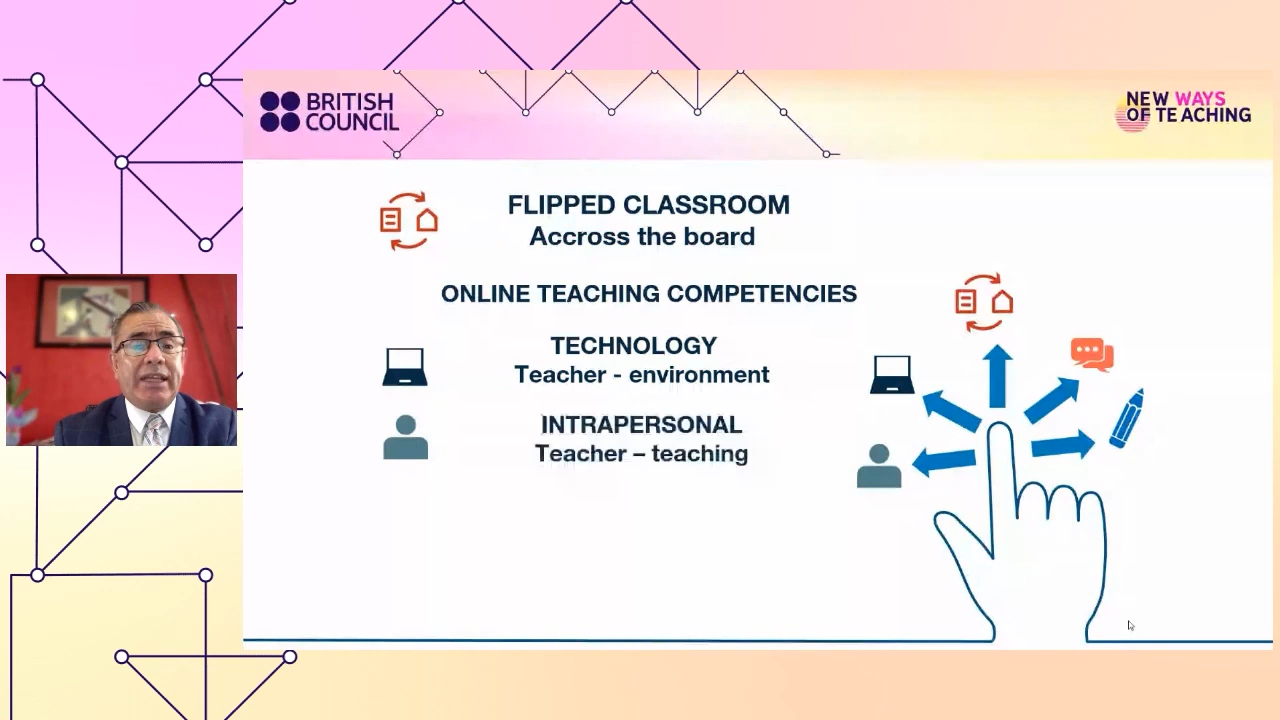 BRITISH
COUNCIL
NEW WAYS
OF TEACHING
FLIPPED CLASSROOM
Accross the board
ONLINE TEACHING COMPETENCIES
TECHNOLOGY
Teacher - environment
INTRAPERSONAL
Teacher – teaching